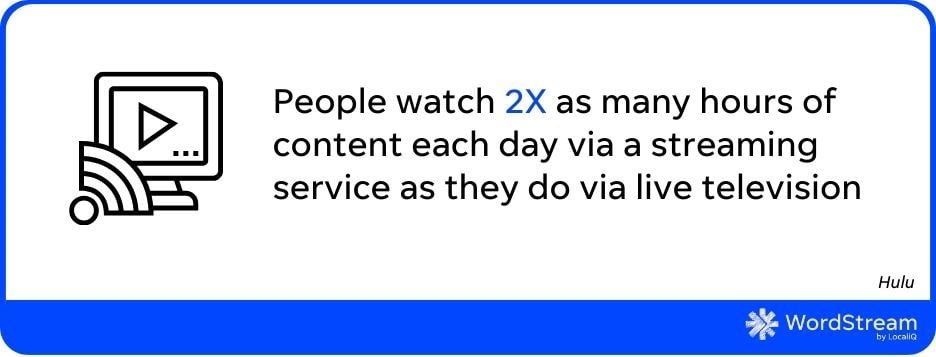 People watch 2X as many hours of
content each day via a streaming
service as they do via live television
Hulu
WordStream
by LocaliQ